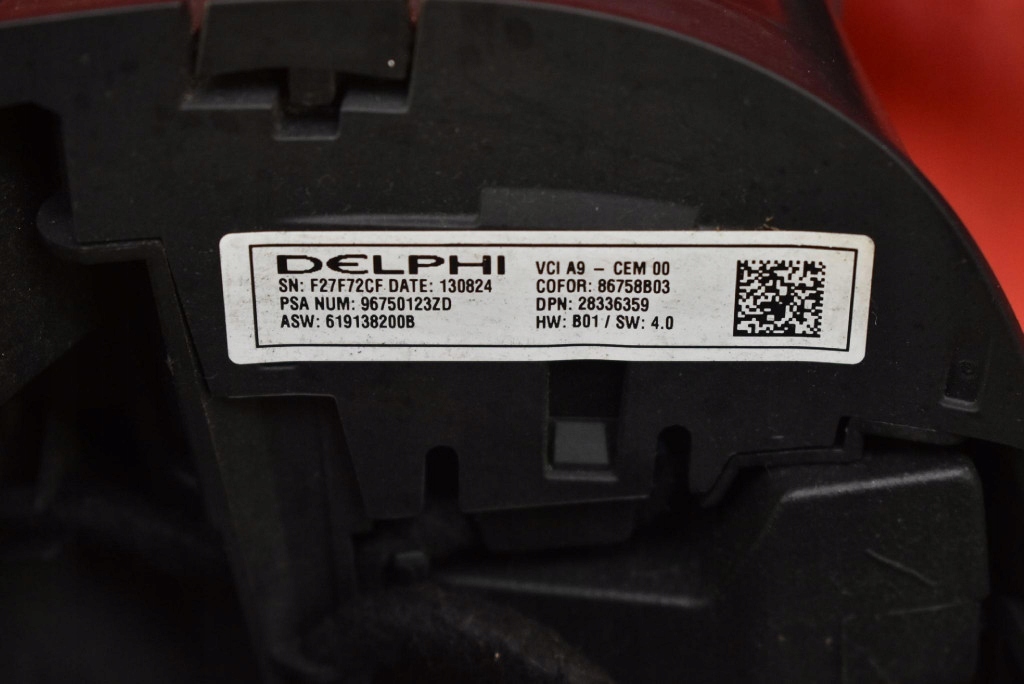 DELPHI
SN: F27F72CF DATE: 130824
PSA NUM: 96750123ZD
ASW: 619138200B
VCI A9 - CEM 00
COFOR: 86758B03
DPN: 28336359
HW: B01 / SW: 4.0